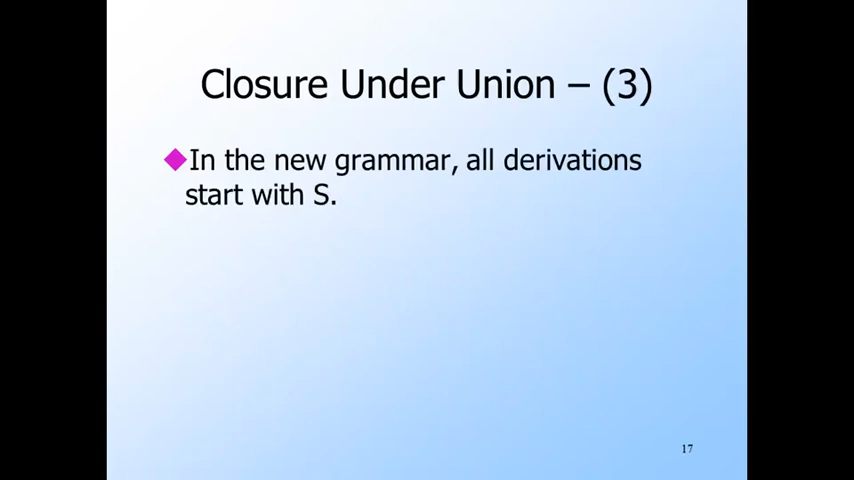 Closure Under Union – (3)
In the new grammar, all derivations
start with S.
17